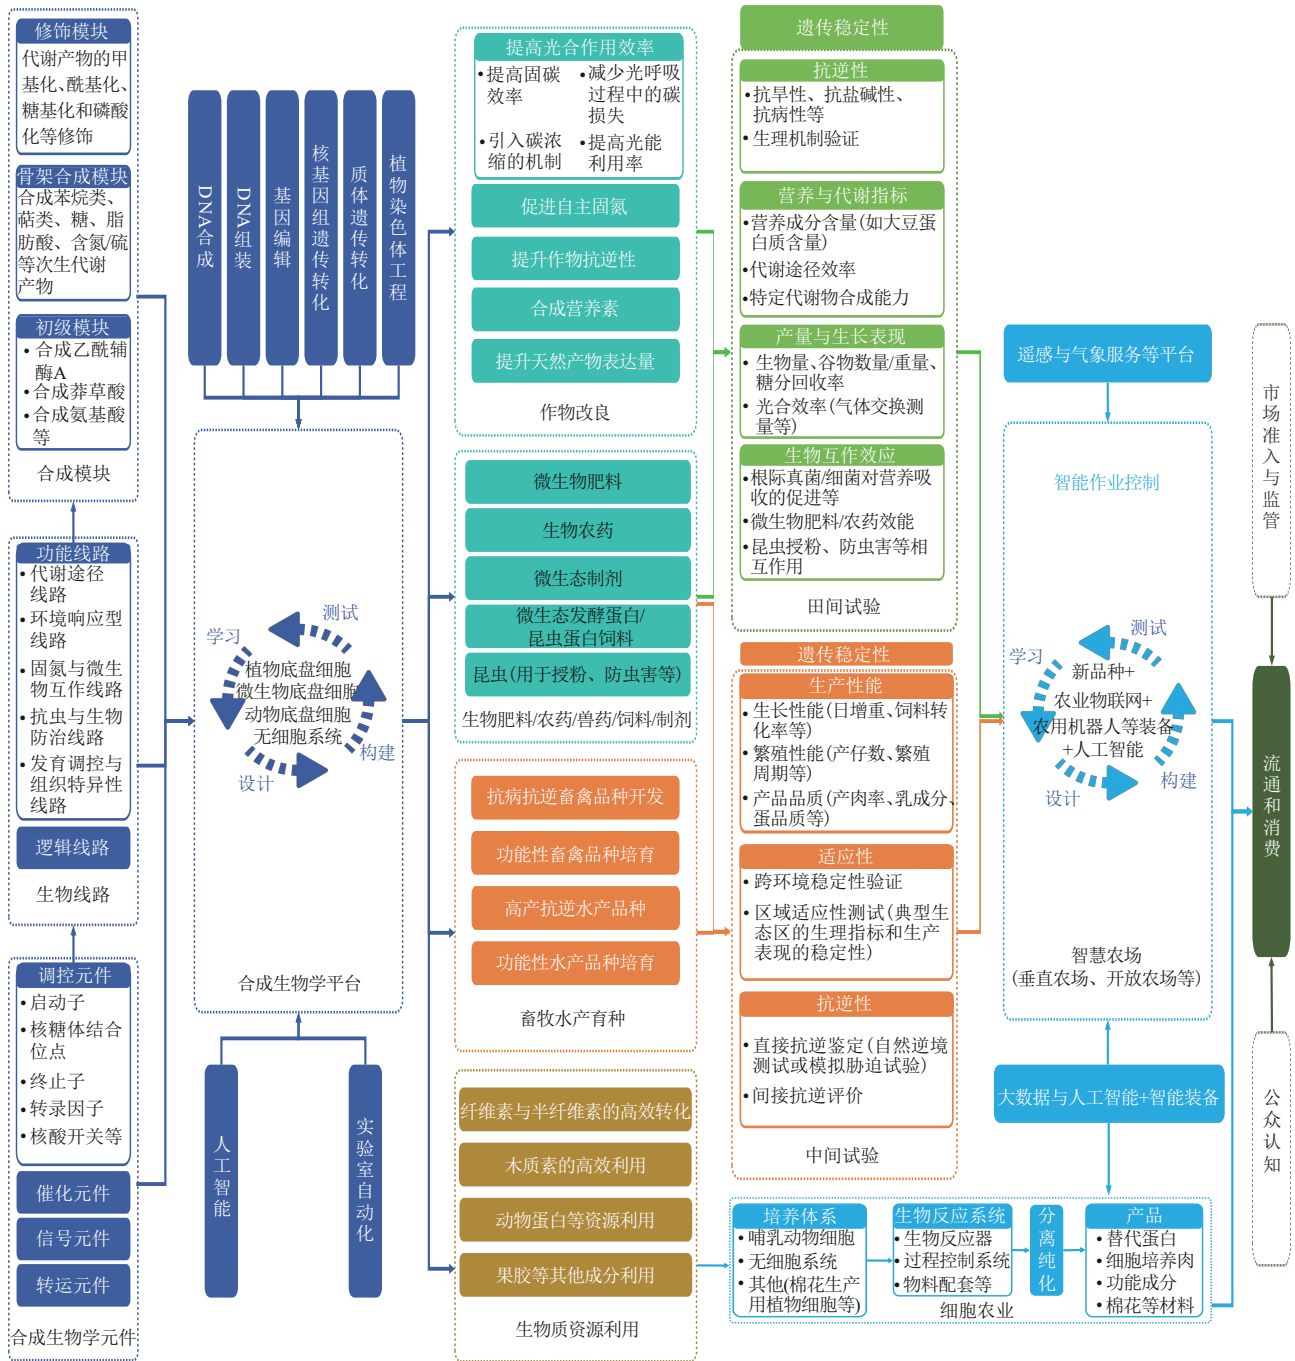 修饰模块
代谢产物的甲
基化、酰基化、
糖基化和磷酸
化等修饰
骨架合成模块
合成苯烷类、
萜类、糖、脂
肪酸、含氮/硫
等次生代谢
产物
初级模块
• 合成乙酰辅
酶A
• 合成莽草酸
• 合成氨基酸
等
合成模块
功能线路
• 代谢途径
线路
• 环境响应型
线路
• 固氮与微生
物互作线路
• 抗虫与生物
防治线路
• 发育调控与
组织特异性
线路
逻辑线路
生物线路
调控元件
• 启动子
• 核糖体结合
位点
• 终止子
• 转录因子
• 核酸开关等
催化元件
信号元件
转运元件
合成生物学元件
DNA合成
DNA组装
基因编辑
核基因组遗传转化
质体遗传转化
植物染色体工程
测试
学习
植物底盘细胞
微生物底盘细胞
动物底盘细胞
无细胞系统
构建
设计
合成生物学平台
人工智能
实验室自动化
提高光合作用效率
• 提高固碳
效率
• 减少光呼吸
过程中的碳
损失
• 引入碳浓
缩的机制
• 提高光能
利用率
促进自主固氮
提升作物抗逆性
合成营养素
提升天然产物表达量
作物改良
微生物肥料
生物农药
微生态制剂
微生态发酵蛋白/
昆虫蛋白饲料
昆虫(用于授粉、防虫害等)
生物肥料/农药/兽药/饲料/制剂
抗病抗逆畜禽品种开发
功能性畜禽品种培育
高产抗逆水产品种
功能性水产品种培育
畜牧水产育种
纤维素与半纤维素的高效转化
木质素的高效利用
动物蛋白等资源利用
果胶等其他成分利用
生物质资源利用
遗传稳定性
抗逆性
• 抗旱性、抗盐碱性、
抗病性等
• 生理机制验证
营养与代谢指标
• 营养成分含量(如大豆蛋
白质含量)
• 代谢途径效率
• 特定代谢物合成能力
产量与生长表现
• 生物量、谷物数量/重量、
糖分回收率
• 光合效率(气体交换测
量等)
生物互作效应
• 根际真菌/细菌对营养吸
收的促进等
• 微生物肥料/农药效能
• 昆虫授粉、防虫害等相
互作用
田间试验
遗传稳定性
生产性能
• 生长性能(日增重、饲料转
化率等)
• 繁殖性能(产仔数、繁殖
周期等)
• 产品品质(产肉率、乳成分、
蛋品质等)
适应性
• 跨环境稳定性验证
• 区域适应性测试(典型生
态区的生理指标和生产
表现的稳定性)
抗逆性
• 直接抗逆鉴定(自然逆境
测试或模拟胁迫试验)
• 间接抗逆评价
中间试验
培养体系
• 哺乳动物细胞
• 无细胞系统
• 其他(棉花生产
用植物细胞等)
生物反应系统
• 生物反应器
• 过程控制系统
• 物料配套等
分离纯化
产品
• 替代蛋白
• 细胞培养肉
• 功能成分
• 棉花等材料
细胞农业
遥感与气象服务等平台
智能作业控制
测试
学习
新品种+
农业物联网+
农用机器人等装备
+人工智能
构建
设计
智慧农场
(垂直农场、开放农场等)
大数据与人工智能+智能装备
市场准入与监管
流通和消费
公众认知